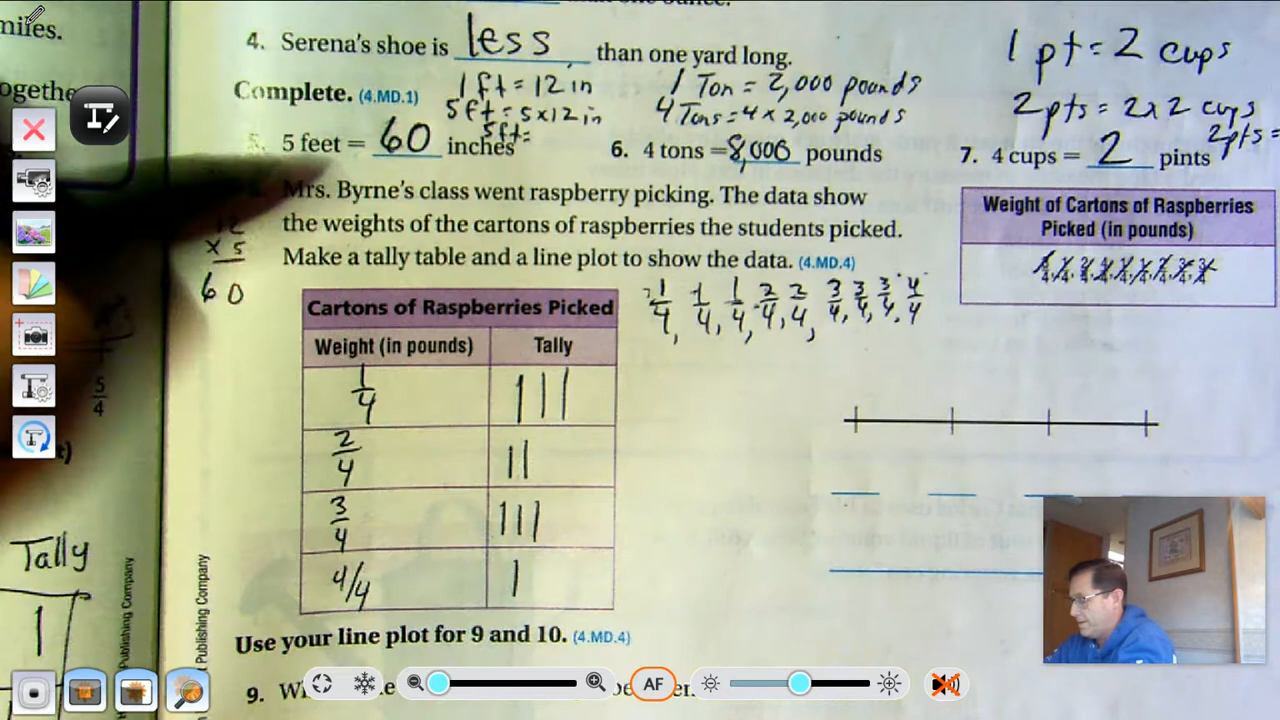 miles.
4. Serena's shoe is less than one yard long.
1 pt = 2 cups
Complete. (4.MD.1)
1 ft = 12 in
1 Ton = 2,000 pounds
5 ft = 5 x 12 in
4 Tons = 4 x 2,000 pounds
2 pts = 2 x 2 cups
5 ft =
2 pts =
5 feet = 60 inches
6. 4 tons = 8,000 pounds
7. 4 cups = 2 pints
Mrs. Byrne's class went raspberry picking. The data show
the weights of the cartons of raspberries the students picked.
Make a tally table and a line plot to show the data. (4.MD.4)
12
x 5
60
Weight of Cartons of Raspberries
Picked (in pounds)
1/4, 1/4, 1/4, 2/4, 2/4, 3/4, 3/4, 3/4, 4/4
Cartons of Raspberries Picked
Weight (in pounds) Tally
1/4 |||
2/4 ||
3/4 |||
4/4 |
5/4
Tally
Publishing Company
Publishing Company
Use your line plot for 9 and 10. (4.MD.4)
9.
AF